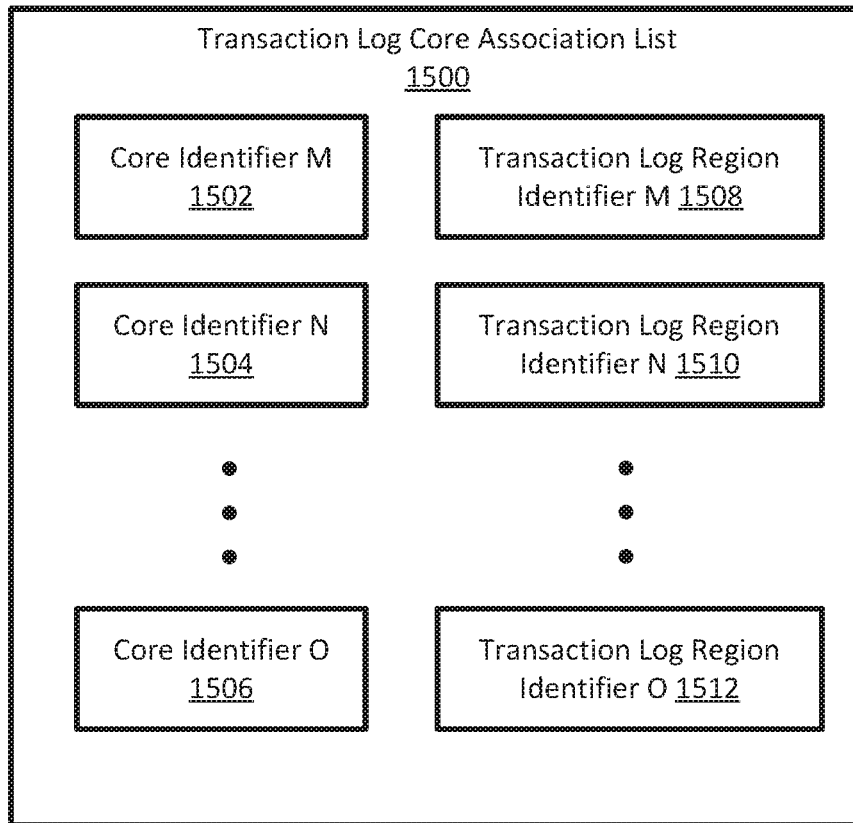 Transaction Log Core Association List
1500
Core Identifier M
1502
Transaction Log Region
Identifier M 1508
Core Identifier N
1504
Transaction Log Region
Identifier N 1510
Core Identifier O
1506
Transaction Log Region
Identifier O 1512